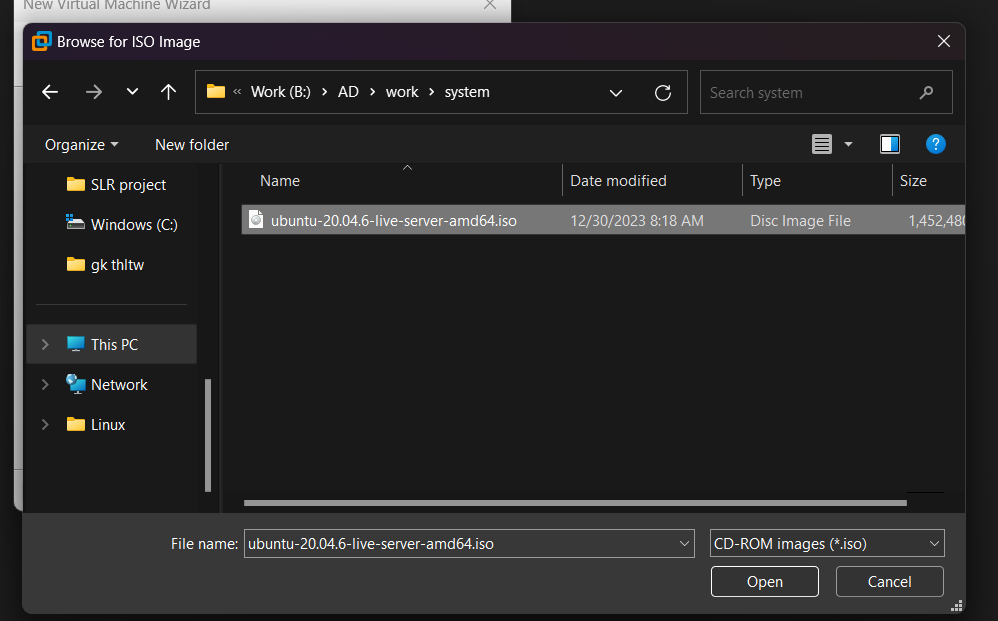 New Virtual Machine Wizard
Browse for ISO Image
« Work (B:) › AD › work › system
Search system
Organize
New folder
?
Name
Date modified
Type
Size
SLR project
Windows (C:)
gk thltw
This PC
Network
Linux
ubuntu-20.04.6-live-server-amd64.iso
12/30/2023 8:18 AM
Disc Image File
1,452,480
File name:
ubuntu-20.04.6-live-server-amd64.iso
CD-ROM images (*.iso)
Open
Cancel